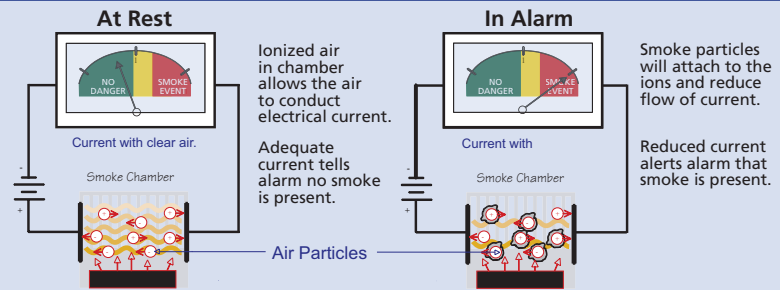 At Rest
In Alarm
NO
DANGER
SMOKE
EVENT
Ionized air
in chamber
allows the air
to conduct
electrical current.
NO
DANGER
SMOKE
EVENT
Smoke particles
will attach to the
ions and reduce
flow of current.
Current with clear air.
Adequate
current tells
alarm no smoke
is present.
Current with
Reduced current
alerts alarm that
smoke is present.
-
+
Smoke Chamber
-
+
Smoke Chamber
Air Particles